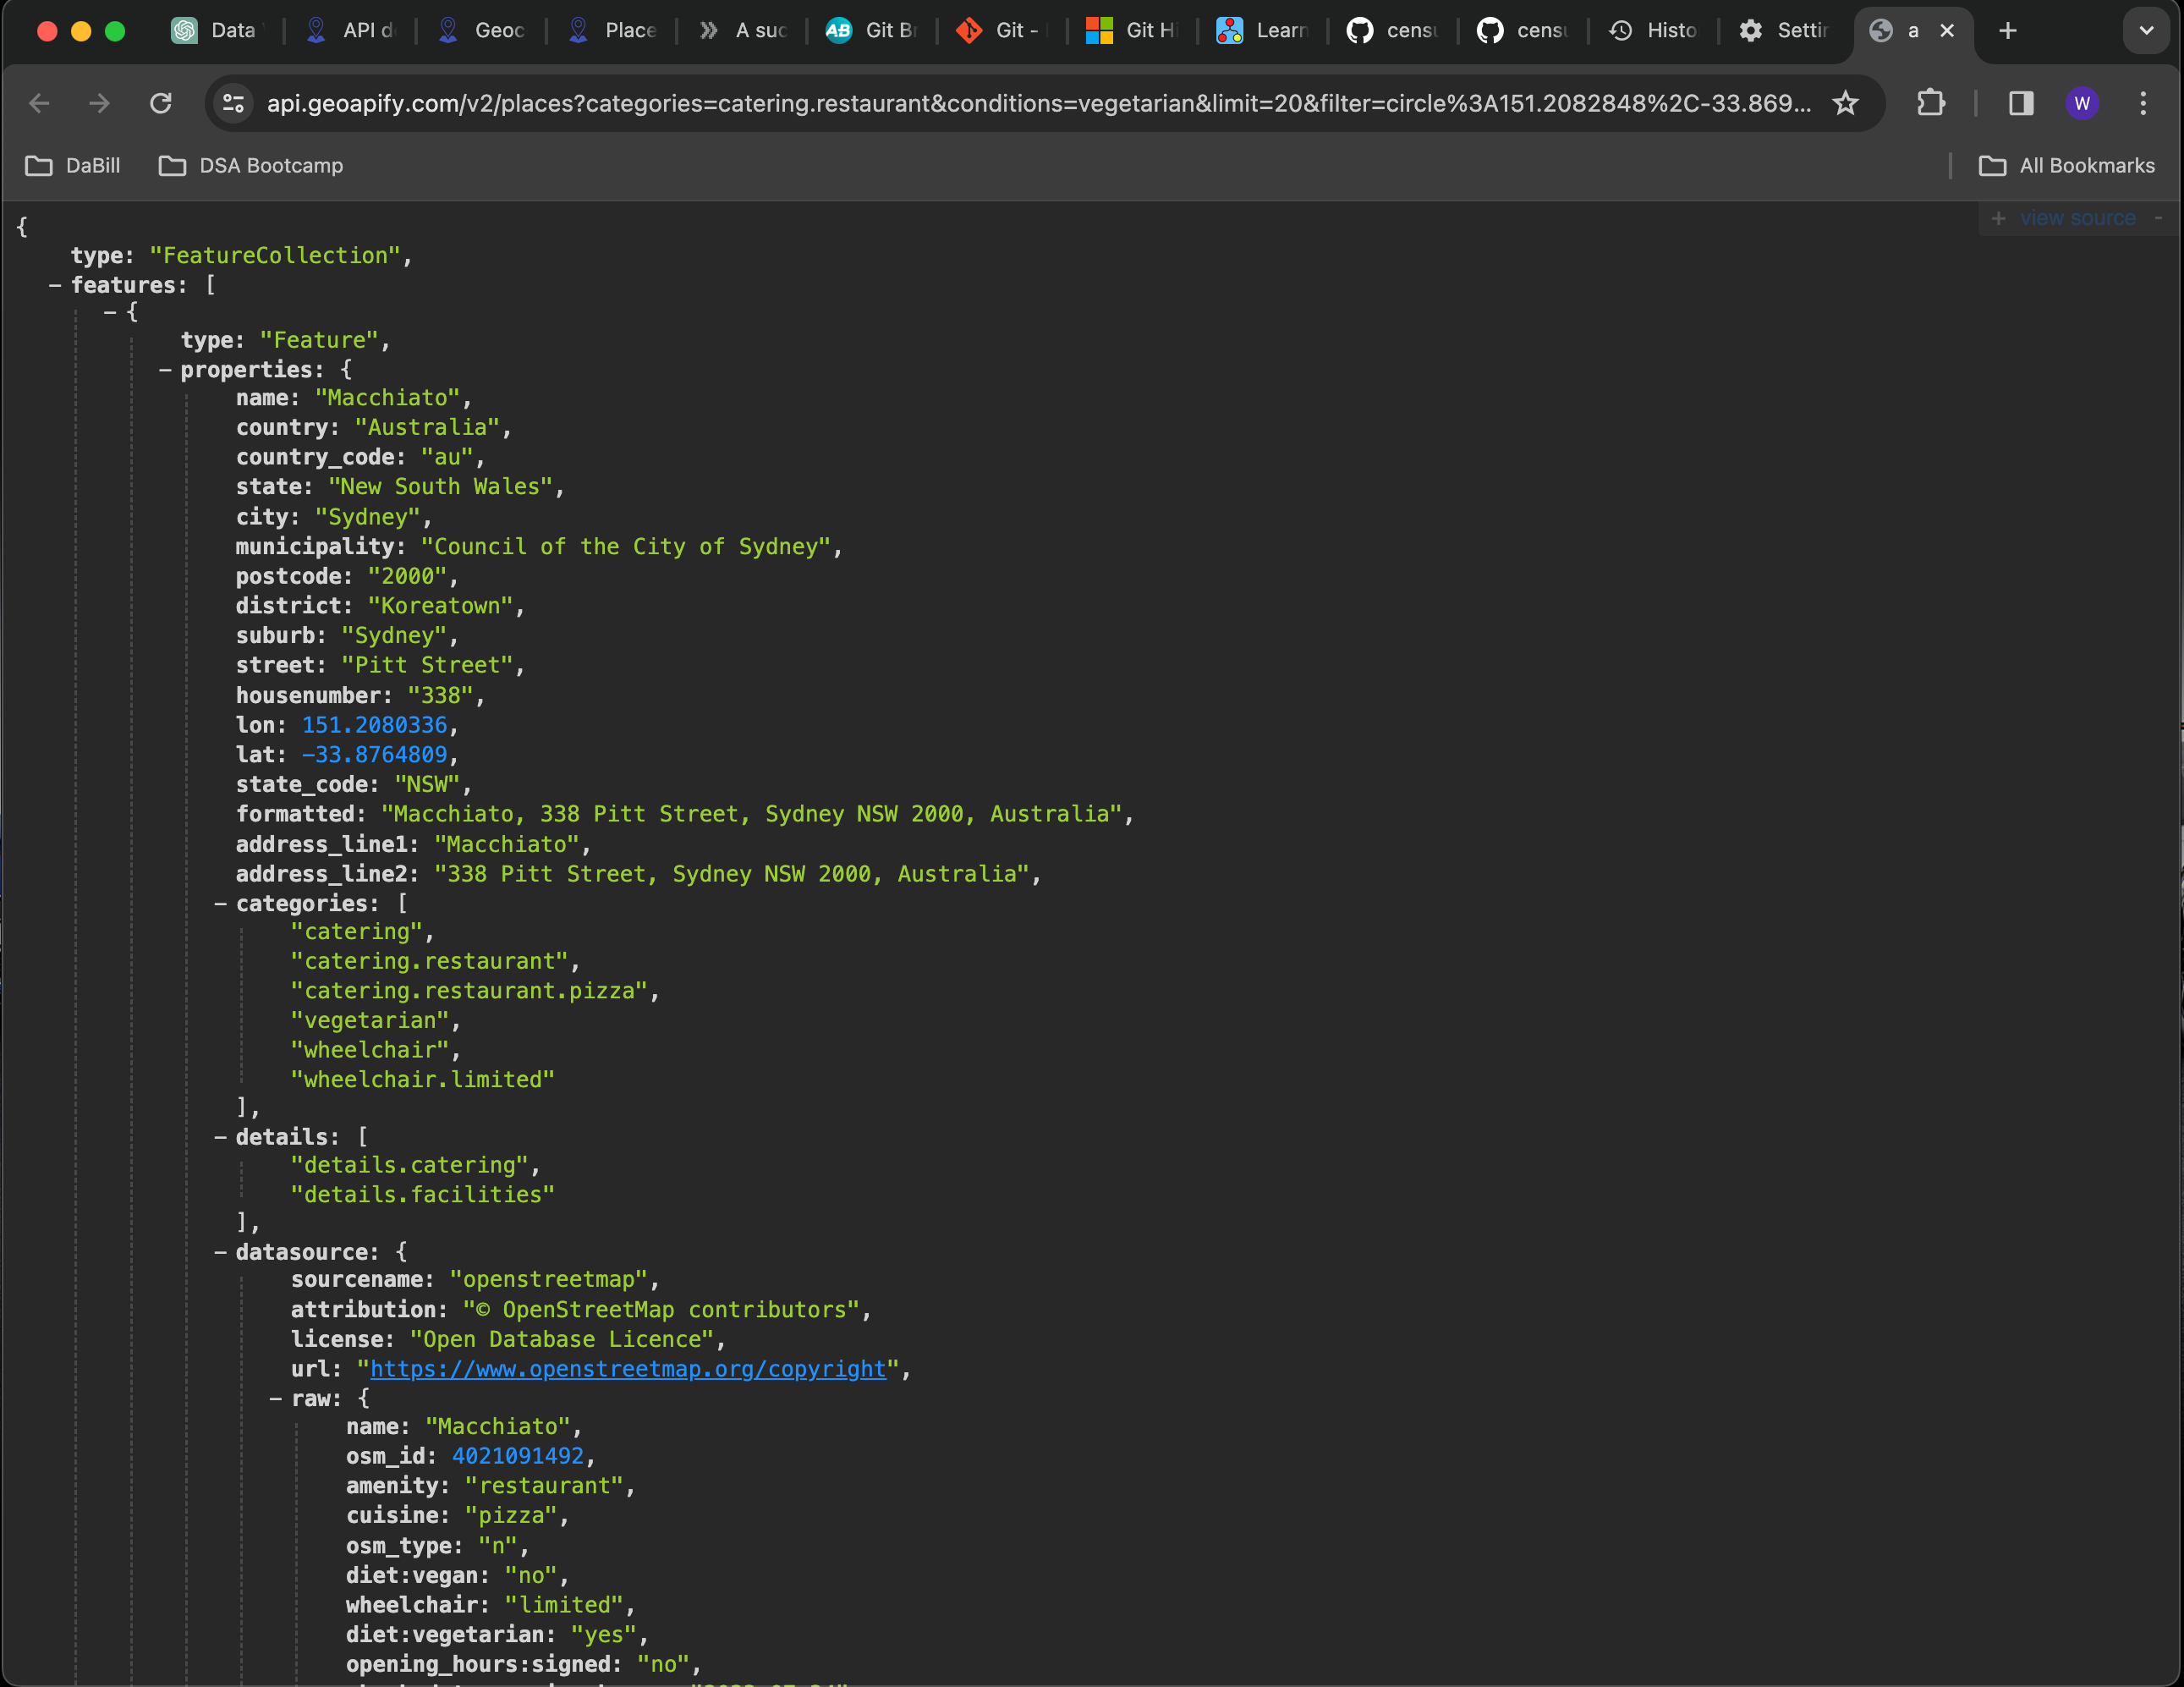 Data
API d
Geoc
Place
A suc
Git Br
Git -
Git Hi
Learn
censu
censu
Histo
Settin
a
api.geoapify.com/v2/places?categories=catering.restaurant&conditions=vegetarian&limit=20&filter=circle%3A151.2082848%2C-33.869...
W
DaBill
DSA Bootcamp
All Bookmarks
+ view source -
{
type: "FeatureCollection",
− features: [
− {
type: "Feature",
− properties: {
name: "Macchiato",
country: "Australia",
country_code: "au",
state: "New South Wales",
city: "Sydney",
municipality: "Council of the City of Sydney",
postcode: "2000",
district: "Koreatown",
suburb: "Sydney",
street: "Pitt Street",
housenumber: "338",
lon: 151.2080336,
lat: −33.8764809,
state_code: "NSW",
formatted: "Macchiato, 338 Pitt Street, Sydney NSW 2000, Australia",
address_line1: "Macchiato",
address_line2: "338 Pitt Street, Sydney NSW 2000, Australia",
− categories: [
"catering",
"catering.restaurant",
"catering.restaurant.pizza",
"vegetarian",
"wheelchair",
"wheelchair.limited"
],
− details: [
"details.catering",
"details.facilities"
],
− datasource: {
sourcename: "openstreetmap",
attribution: "© OpenStreetMap contributors",
license: "Open Database Licence",
url: "https://www.openstreetmap.org/copyright",
− raw: {
name: "Macchiato",
osm_id: 4021091492,
amenity: "restaurant",
cuisine: "pizza",
osm_type: "n",
diet:vegan: "no",
wheelchair: "limited",
diet:vegetarian: "yes",
opening_hours:signed: "no",